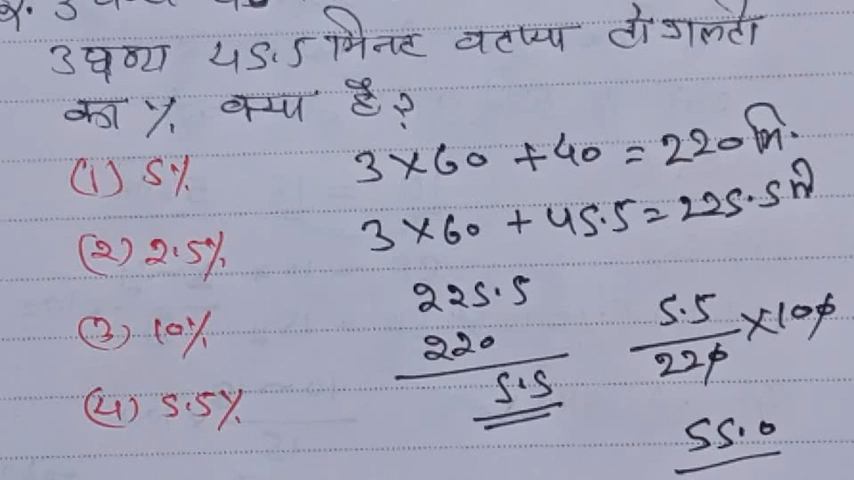 3 घण्टा 45.5 मिनट बताया तो गलती
का % क्या है?
(1) 5%
(2) 2.5%
(3) 10%
(4) 5.5%
3 × 60 + 40 = 220 मि.
3 × 60 + 45.5 = 225.5 मि
225.5
220
5.5
5.5
220 × 100
55.0